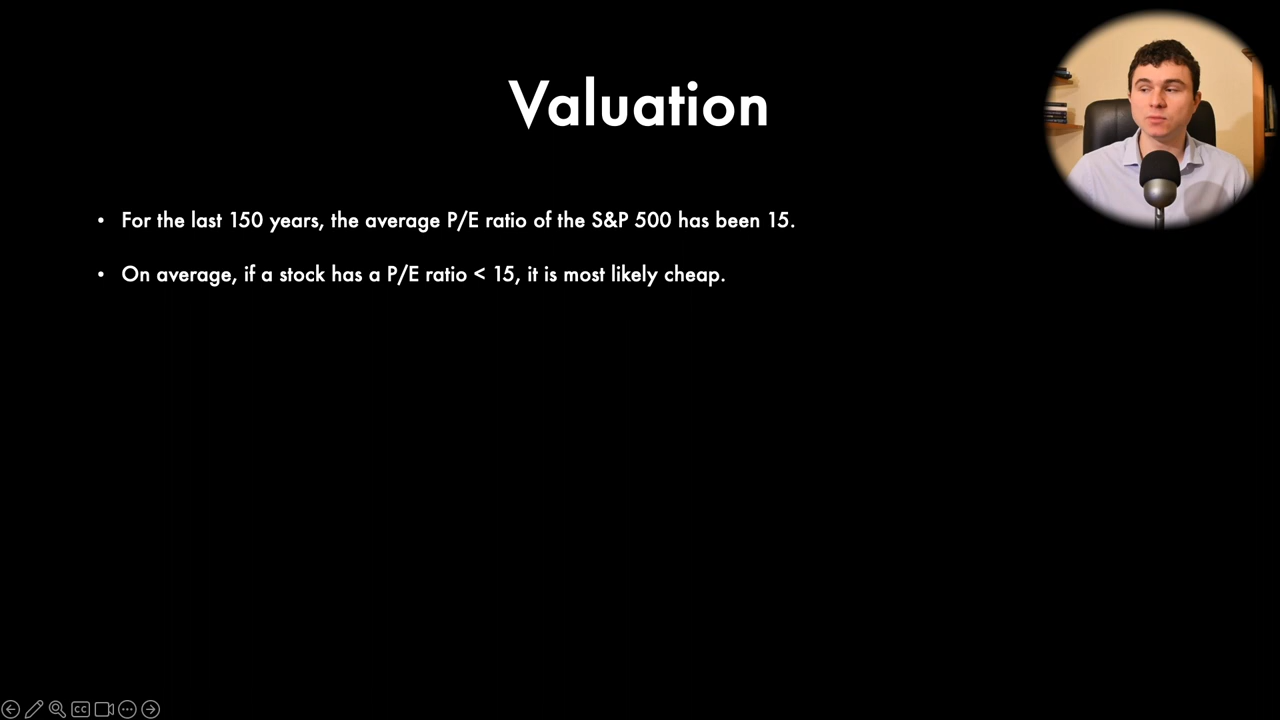 Valuation
• For the last 150 years, the average P/E ratio of the S&P 500 has been 15.
• On average, if a stock has a P/E ratio < 15, it is most likely cheap.
CC